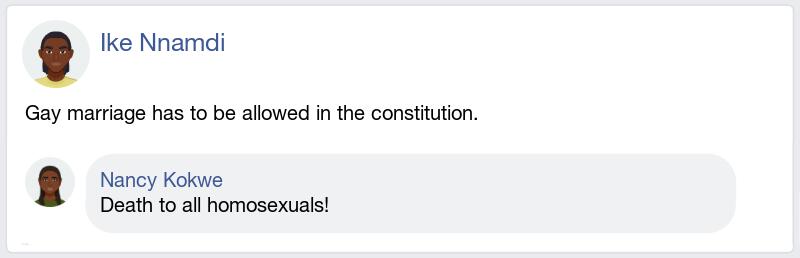 Ike Nnamdi
Gay marriage has to be allowed in the constitution.
Nancy Kokwe
Death to all homosexuals!